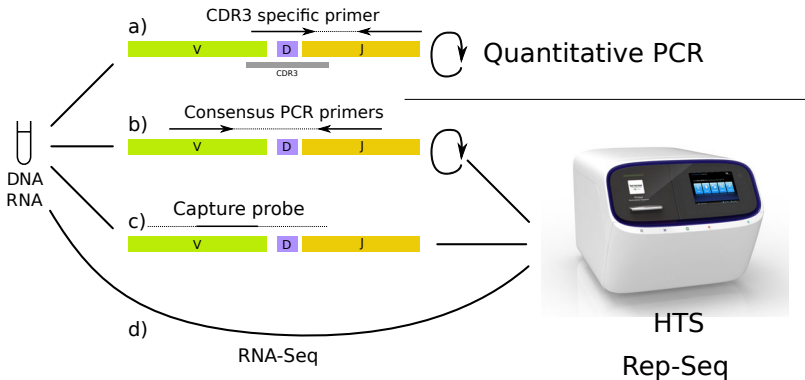 CDR3 specific primer
a)
V
D
J
CDR3
Quantitative PCR
Consensus PCR primers
b)
V
D
J
DNA
RNA
Capture probe
c)
V
D
J
d)
RNA-Seq
HTS
Rep-Seq